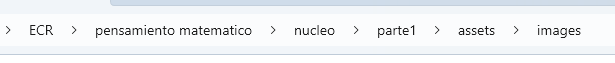 > ECR > pensamiento matematico > nucleo > parte1 > assets > images